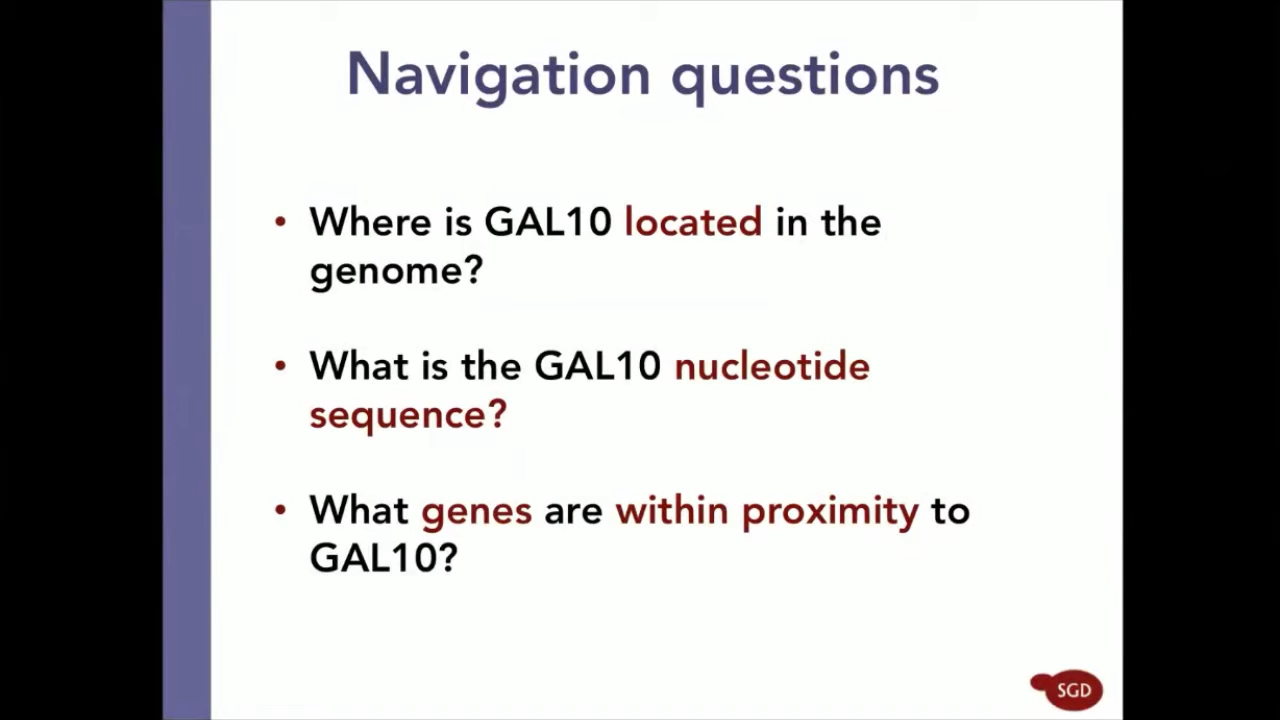 Navigation questions
• Where is GAL10 located in the
genome?
• What is the GAL10 nucleotide
sequence?
• What genes are within proximity to
GAL10?
SGD